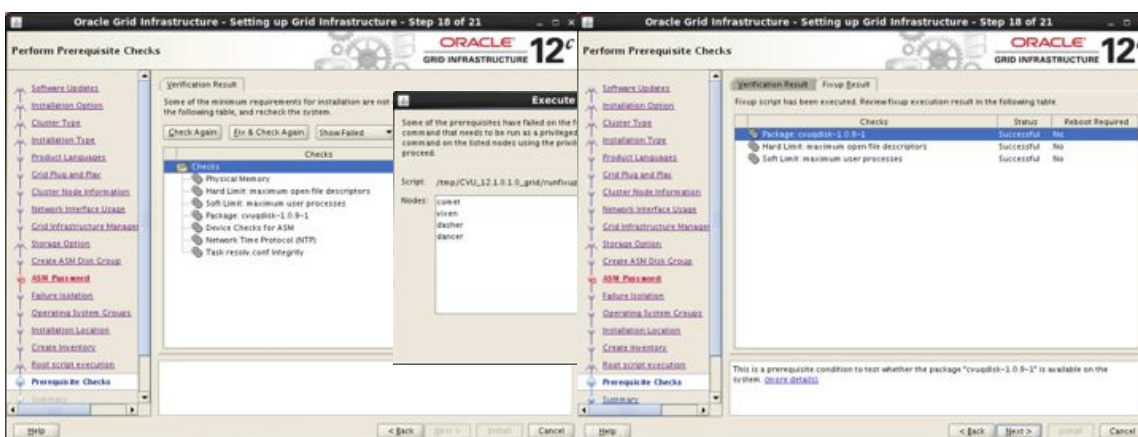 Oracle Grid Infrastructure - Setting up Grid Infrastructure - Step 18 of 21
Perform Prerequisite Checks
ORACLE
GRID INFRASTRUCTURE
12c
Software Updates
Installation Option
Cluster Type
Installation Type
Product Languages
Grid Plug and Play
Cluster Node Information
Network Interface Usage
Grid Infrastructure Manager
Storage Option
Create ASM Disk Group
ASM Password
Failure Isolation
Operating System Groups
Installation Location
Create Inventory
Root script execution
Prerequisite Checks
Summary
Verification Result
Some of the minimum requirements for installation are not
the following table, and recheck the system.
Check Again
Fix & Check Again
Show Failed
Checks
Checks
Physical Memory
Hard Limit: maximum open file descriptors
Soft Limit: maximum user processes
Package: cvuqdisk-1.0.9-1
Device Checks for ASM
Network Time Protocol (NTP)
Task resolv.conf Integrity
Execute
Some of the prerequisites have failed on the f
command that needs to be run as a privileged
command on the listed nodes using the privil
proceed.
Script: /tmp/CVU_12.1.0.1.0_grid/runfixup
Nodes: comet
vixen
dasher
dancer
Help
< Back
Next >
Install
Cancel
Oracle Grid Infrastructure - Setting up Grid Infrastructure - Step 18 of 21
Perform Prerequisite Checks
ORACLE
GRID INFRASTRUCTURE
12
Software Updates
Installation Option
Cluster Type
Installation Type
Product Languages
Grid Plug and Play
Cluster Node Information
Network Interface Usage
Grid Infrastructure Manager
Storage Option
Create ASM Disk Group
ASM Password
Failure Isolation
Operating System Groups
Installation Location
Create Inventory
Root script execution
Prerequisite Checks
Summary
Verification Result
Fixup Result
Fixup script has been executed. Review fixup execution result in the following table.
Checks Status Reboot Required
Package: cvuqdisk-1.0.9-1 Successful No
Hard Limit: maximum open file descriptors Successful No
Soft Limit: maximum user processes Successful No
This is a prerequisite condition to test whether the package "cvuqdisk-1.0.9-1" is available on the
system. (more details)
Help
< Back
Next >
Install
Cancel